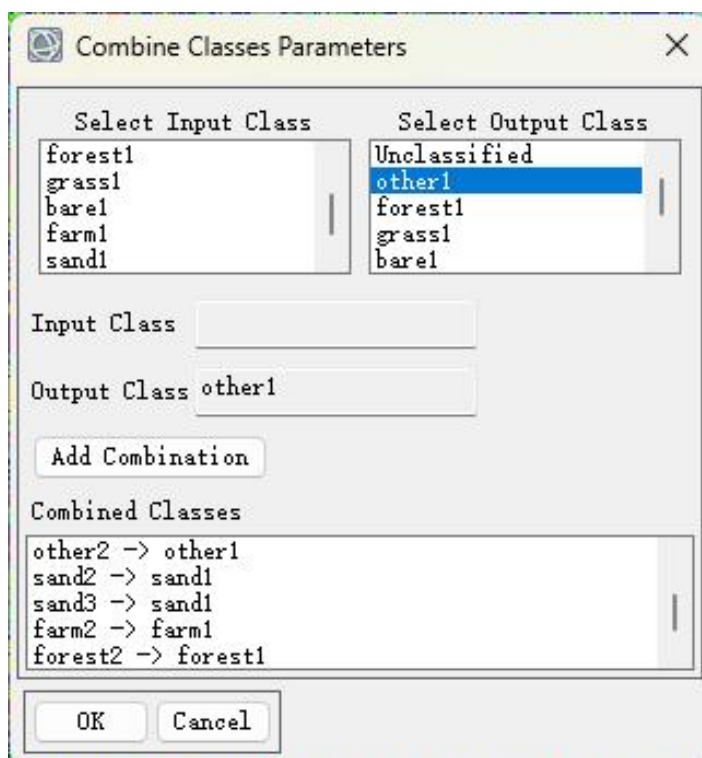 Combine Classes Parameters
Select Input Class
forest1
grass1
bare1
farm1
sand1
Select Output Class
Unclassified
other1
forest1
grass1
bare1
Input Class
Output Class other1
Add Combination
Combined Classes
other2 -> other1
sand2 -> sand1
sand3 -> sand1
farm2 -> farm1
forest2 -> forest1
OK Cancel